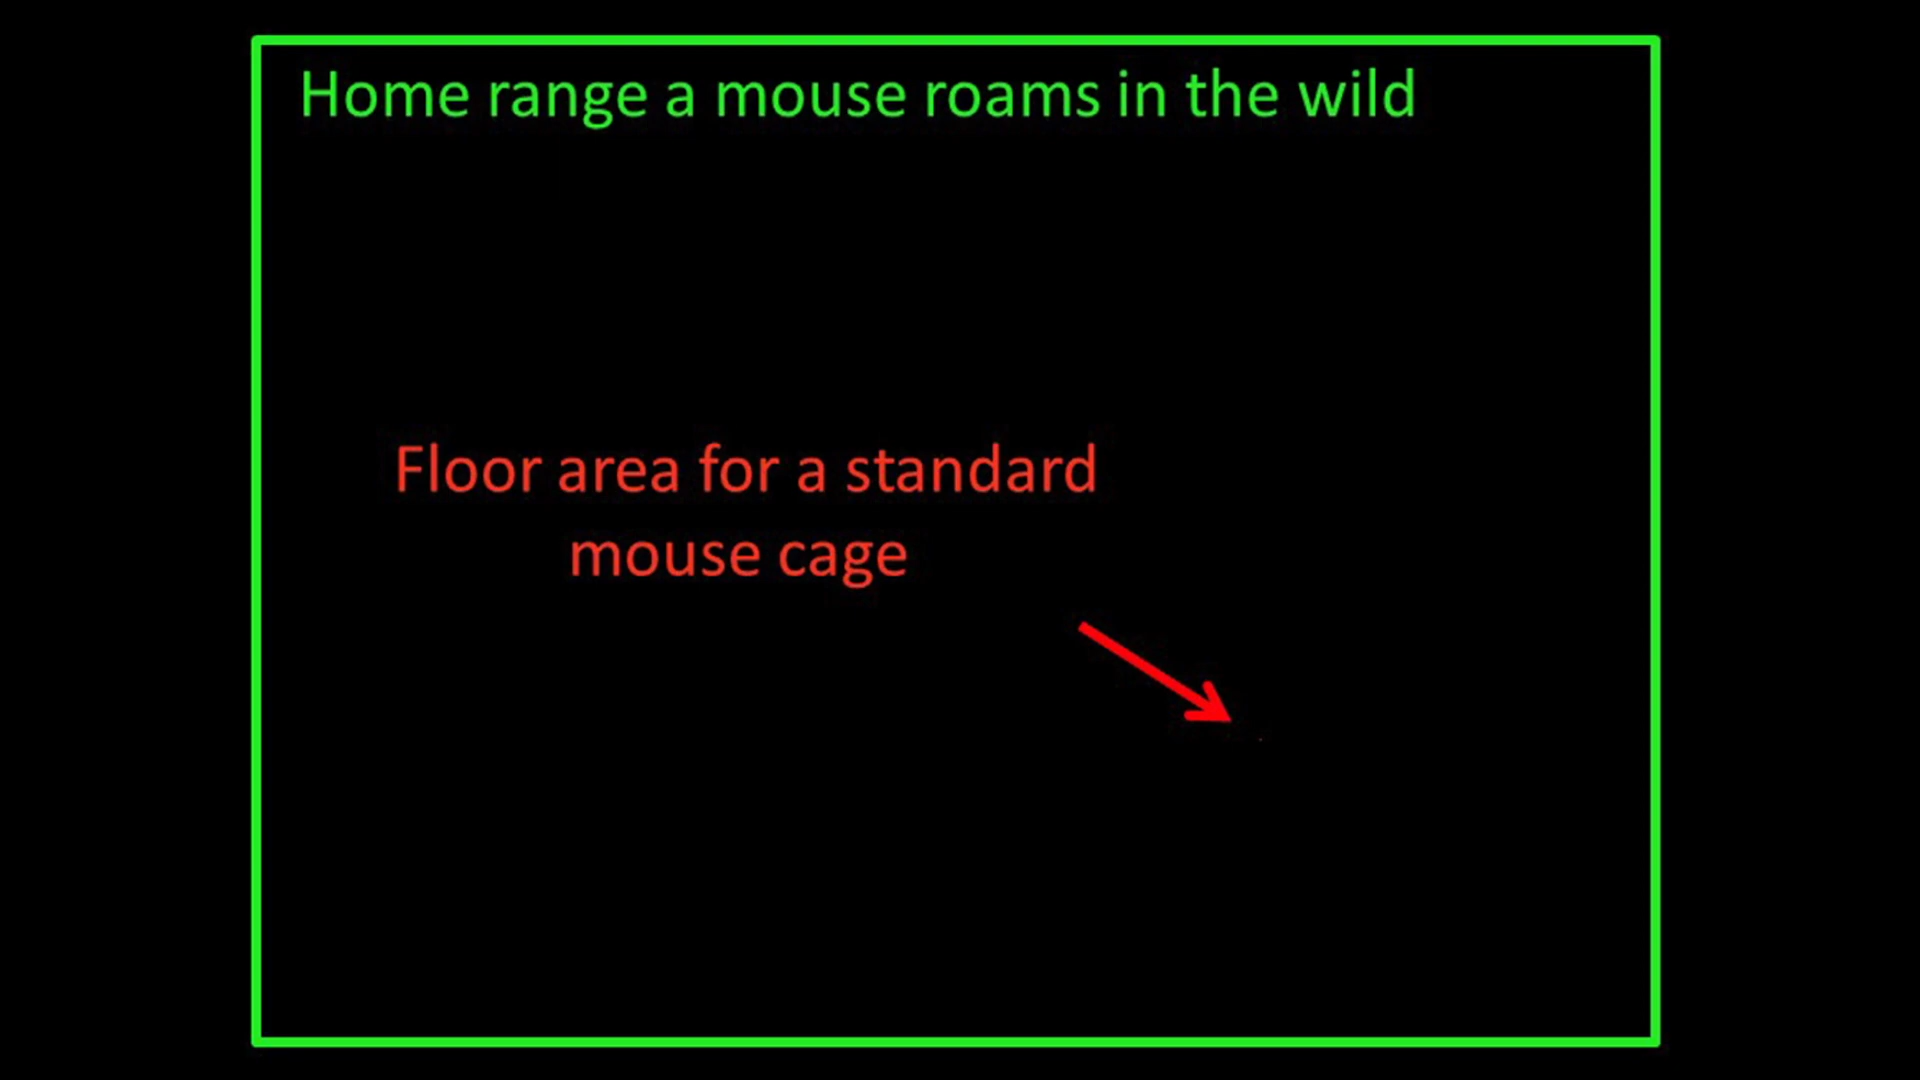 Home range a mouse roams in the wild
Floor area for a standard
mouse cage